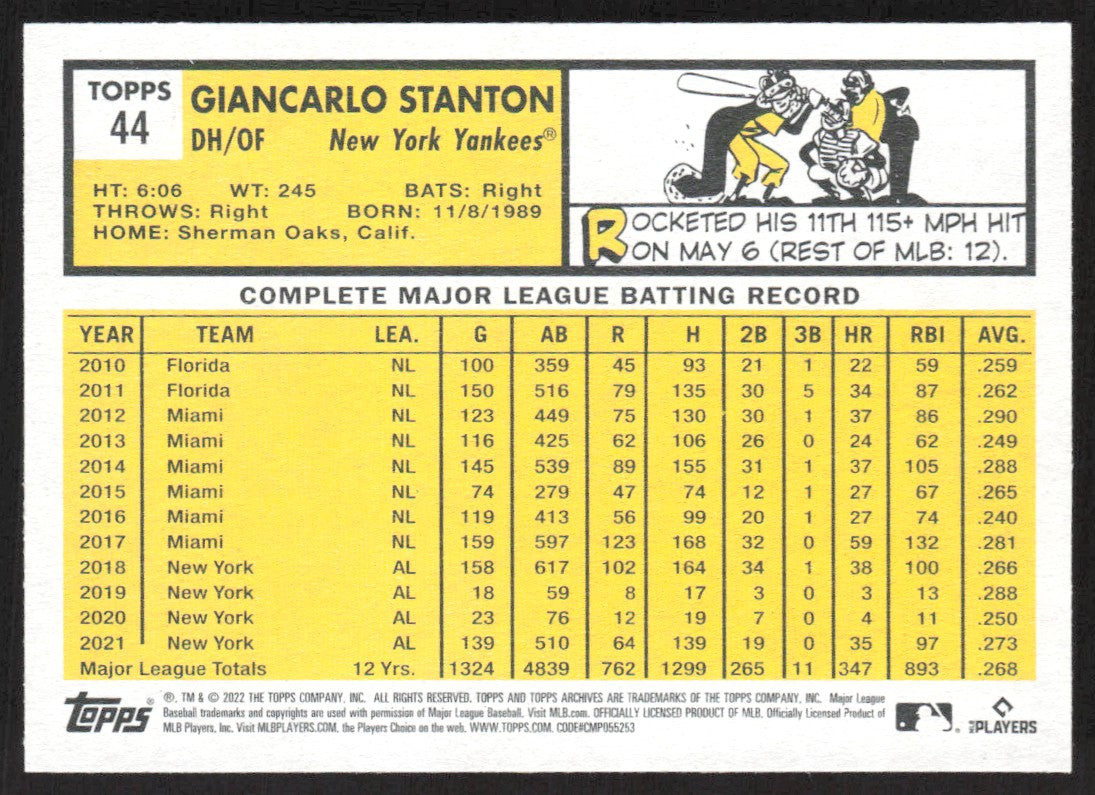 TOPPS
44
GIANCARLO STANTON
DH/OF New York Yankees®
HT: 6:06 WT: 245 BATS: Right
THROWS: Right BORN: 11/8/1989
HOME: Sherman Oaks, Calif.
ROCKETED HIS 11TH 115+ MPH HIT
ON MAY 6 (REST OF MLB: 12).
COMPLETE MAJOR LEAGUE BATTING RECORD
YEAR TEAM LEA. G AB R H 2B 3B HR RBI AVG.
2010 Florida NL 100 359 45 93 21 1 22 59 .259
2011 Florida NL 150 516 79 135 30 5 34 87 .262
2012 Miami NL 123 449 75 130 30 1 37 86 .290
2013 Miami NL 116 425 62 106 26 0 24 62 .249
2014 Miami NL 145 539 89 155 31 1 37 105 .288
2015 Miami NL 74 279 47 74 12 1 27 67 .265
2016 Miami NL 119 413 56 99 20 1 27 74 .240
2017 Miami NL 159 597 123 168 32 0 59 132 .281
2018 New York AL 158 617 102 164 34 1 38 100 .266
2019 New York AL 18 59 8 17 3 0 3 13 .288
2020 New York AL 23 76 12 19 7 0 4 11 .250
2021 New York AL 139 510 64 139 19 0 35 97 .273
Major League Totals 12 Yrs. 1324 4839 762 1299 265 11 347 893 .268
topps® ®, TM & © 2022 THE TOPPS COMPANY, INC. ALL RIGHTS RESERVED. TOPPS AND TOPPS ARCHIVES ARE TRADEMARKS OF THE TOPPS COMPANY, INC. Major League
Baseball trademarks and copyrights are used with permission of Major League Baseball. Visit MLB.com. OFFICIALLY LICENSED PRODUCT OF MLB. Officially Licensed Product of
MLB Players, Inc. Visit MLBPLAYERS.COM, the Players Choice on the web. WWW.TOPPS.COM. CODE#CMP055253
MLB PLAYERS